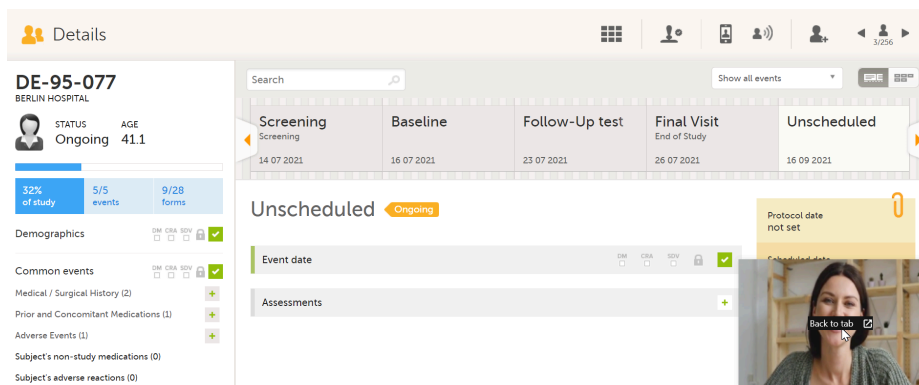 Details
3/256
DE-95-077
BERLIN HOSPITAL
STATUS AGE
Ongoing 41.1
32% 5/5 9/28
of study events forms
Demographics DM CRA SDV
Common events DM CRA SDV
Medical / Surgical History (2)
Prior and Concomitant Medications (1)
Adverse Events (1)
Subject's non-study medications (0)
Subject's adverse reactions (0)
Search
Show all events
Screening
Screening
14 07 2021
Baseline
16 07 2021
Follow-Up test
23 07 2021
Final Visit
End of Study
26 07 2021
Unscheduled
16 09 2021
Unscheduled Ongoing
Event date DM CRA SDV
Assessments
Protocol date
not set
Scheduled date
Back to tab